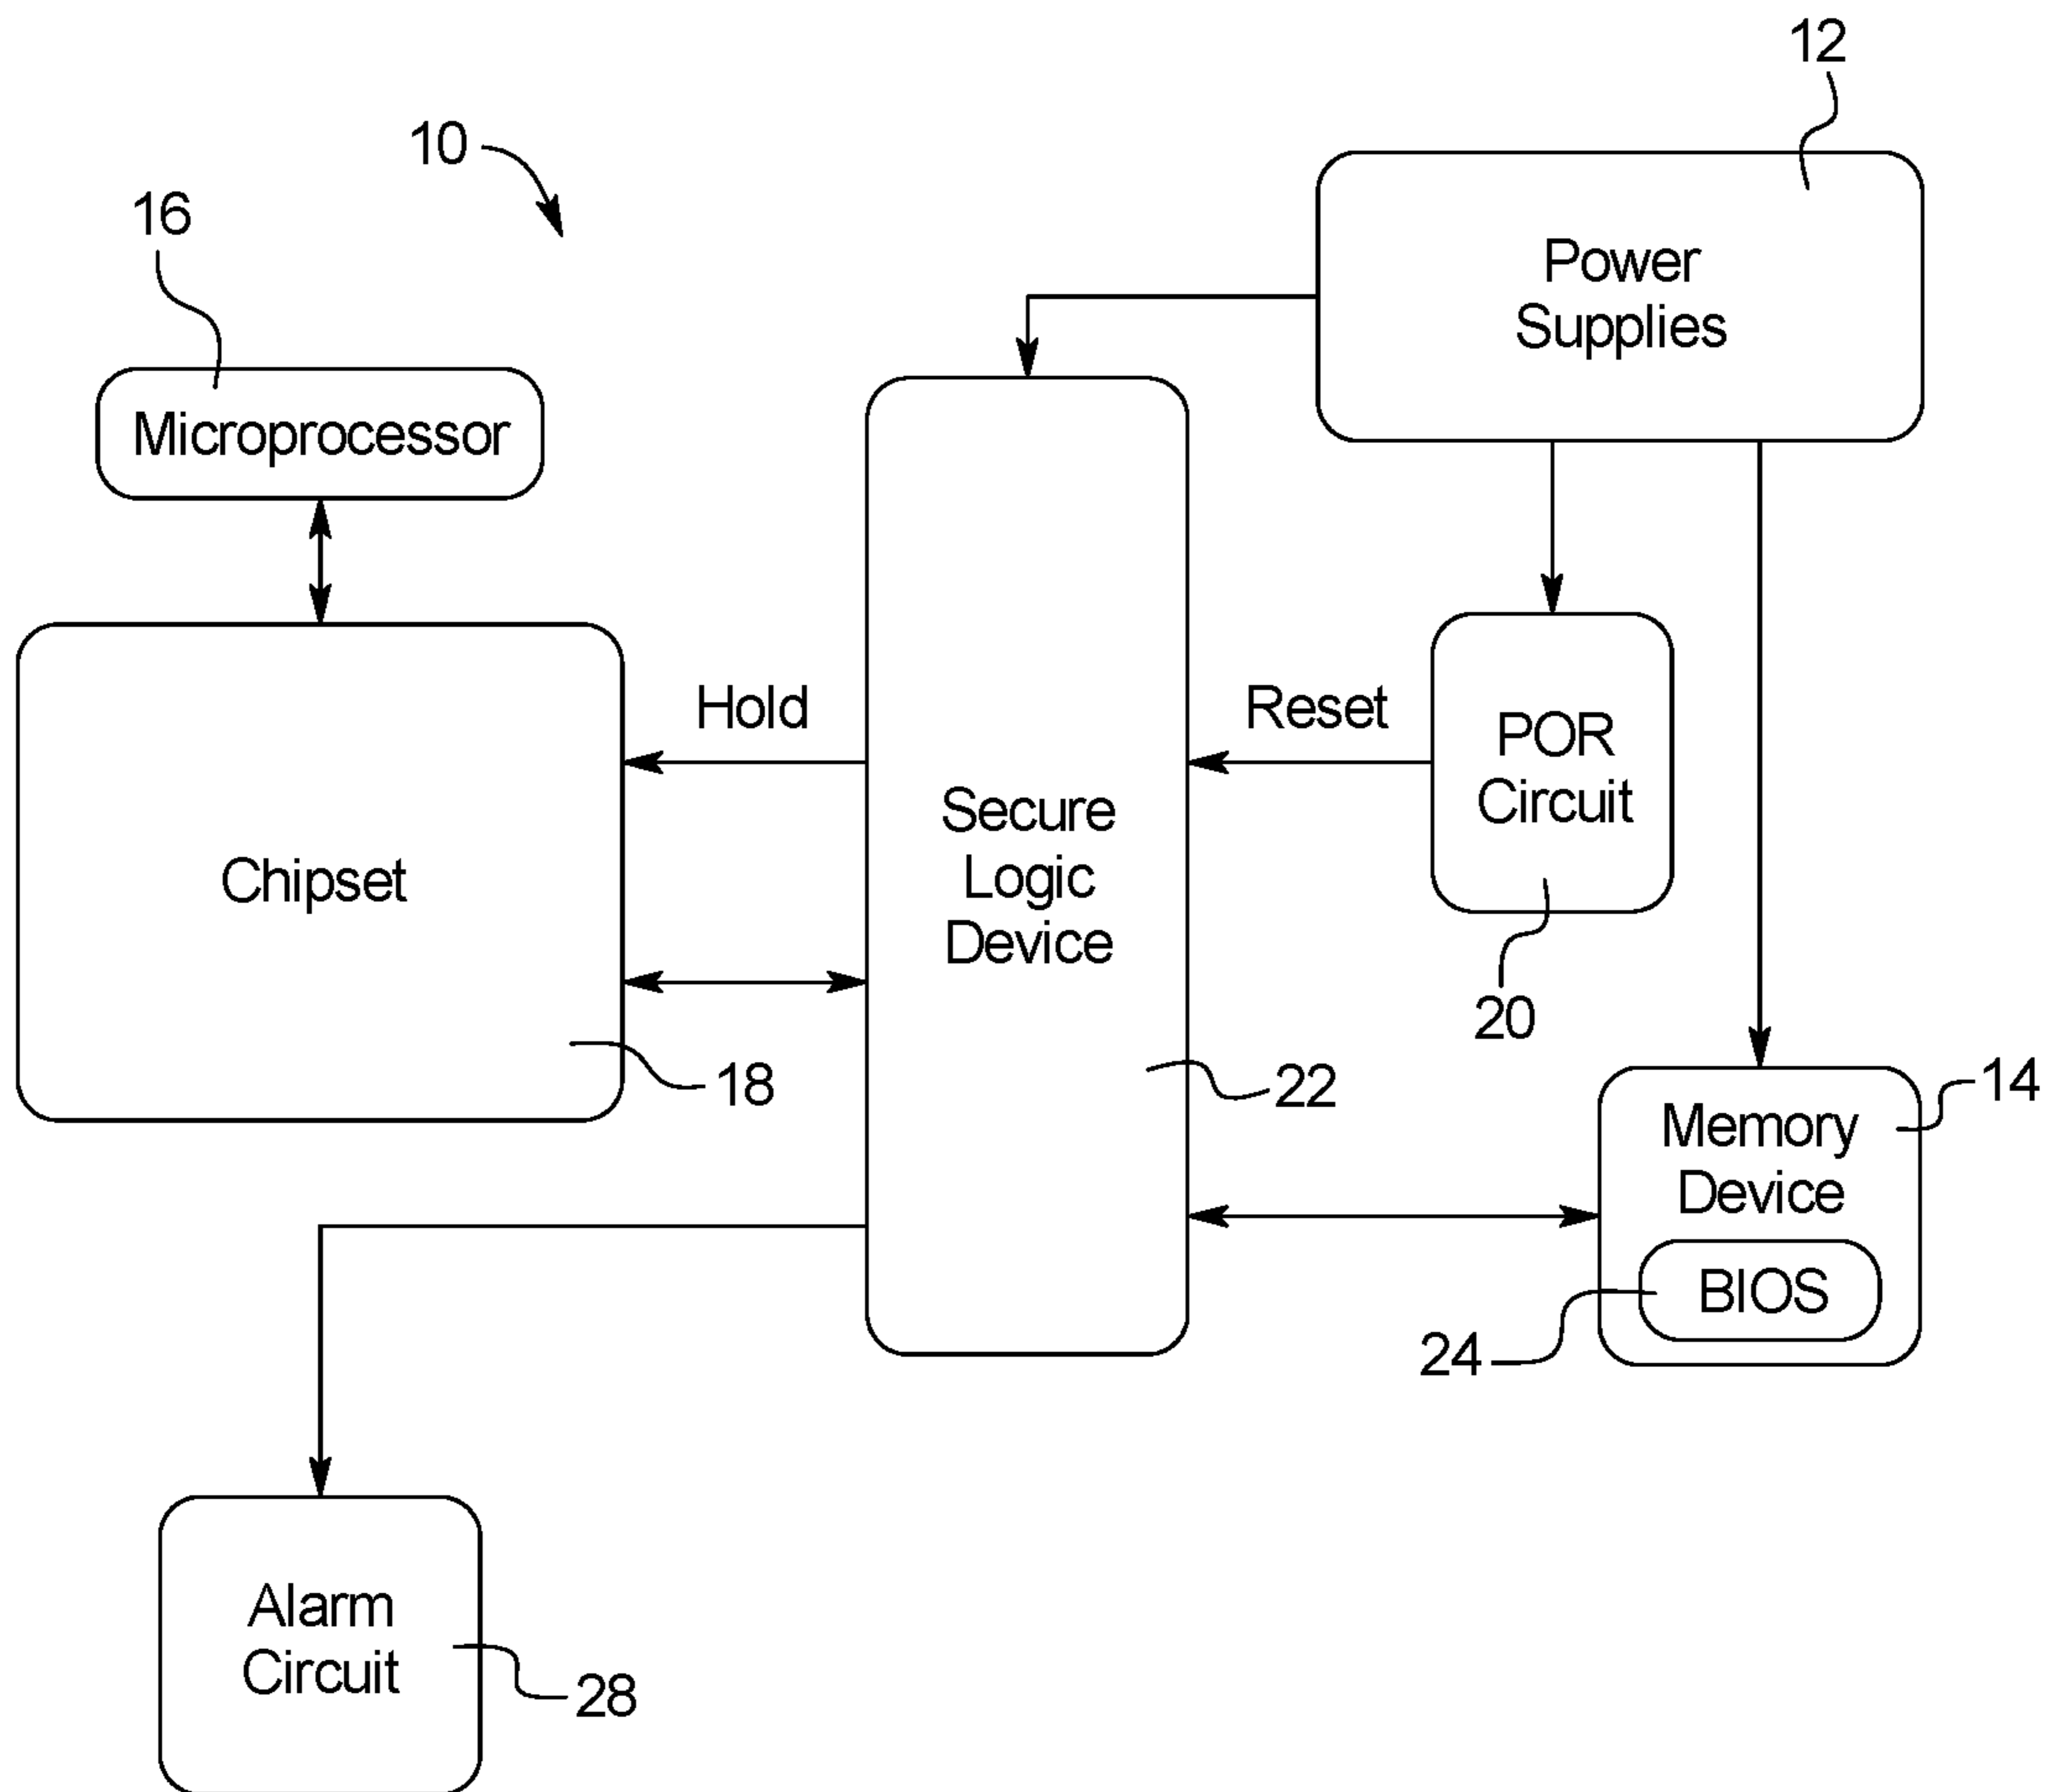 12
10
16
Power
Supplies
Microprocessor
Hold
Reset
POR
Circuit
Secure
Logic
Device
Chipset
20
18
22
14
Memory
Device
BIOS
24
Alarm
Circuit
28